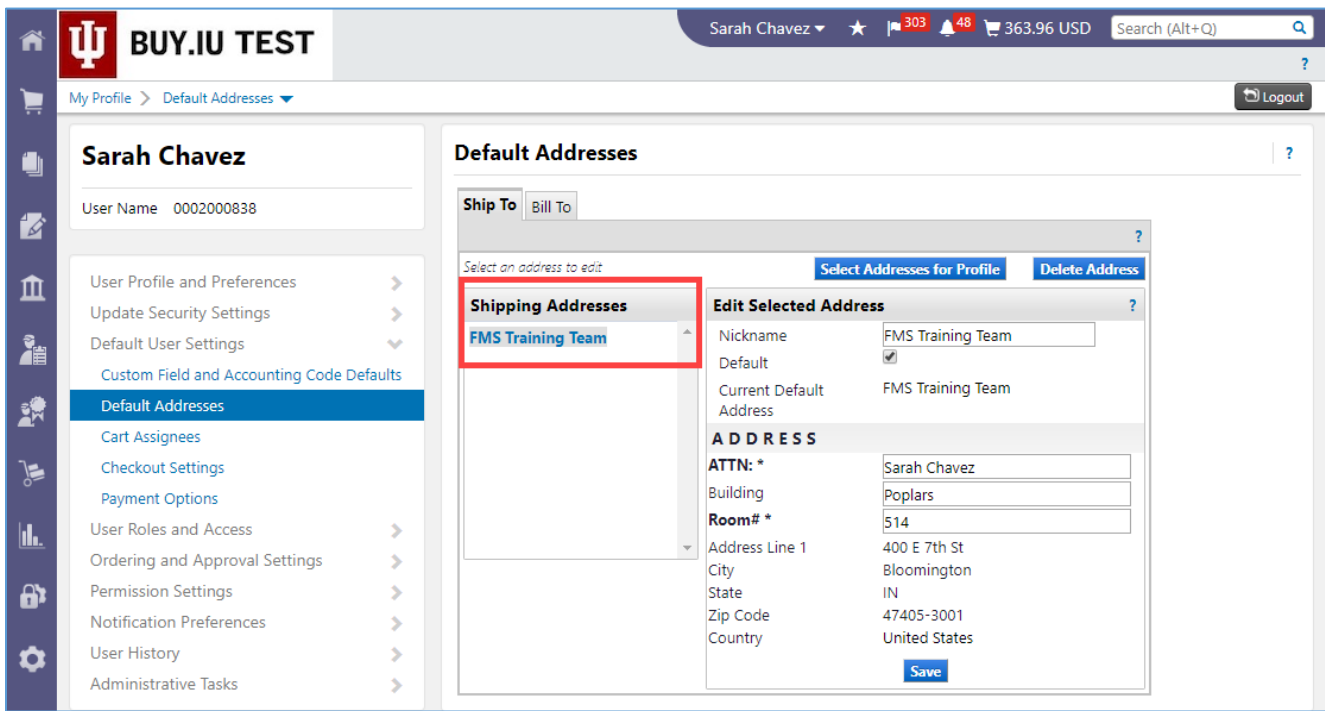 BUY.IU TEST
Sarah Chavez 303 48 363.96 USD Search (Alt+Q)
?
My Profile > Default Addresses
Logout
Sarah Chavez
User Name 0002000838
User Profile and Preferences
Update Security Settings
Default User Settings
Custom Field and Accounting Code Defaults
Default Addresses
Cart Assignees
Checkout Settings
Payment Options
User Roles and Access
Ordering and Approval Settings
Permission Settings
Notification Preferences
User History
Administrative Tasks
Default Addresses ?
Ship To Bill To
?
Select an address to edit Select Addresses for Profile Delete Address
Shipping Addresses
FMS Training Team
Edit Selected Address ?
Nickname FMS Training Team
Default
Current Default FMS Training Team
Address
ADDRESS
ATTN: * Sarah Chavez
Building Poplars
Room# * 514
Address Line 1 400 E 7th St
City Bloomington
State IN
Zip Code 47405-3001
Country United States
Save